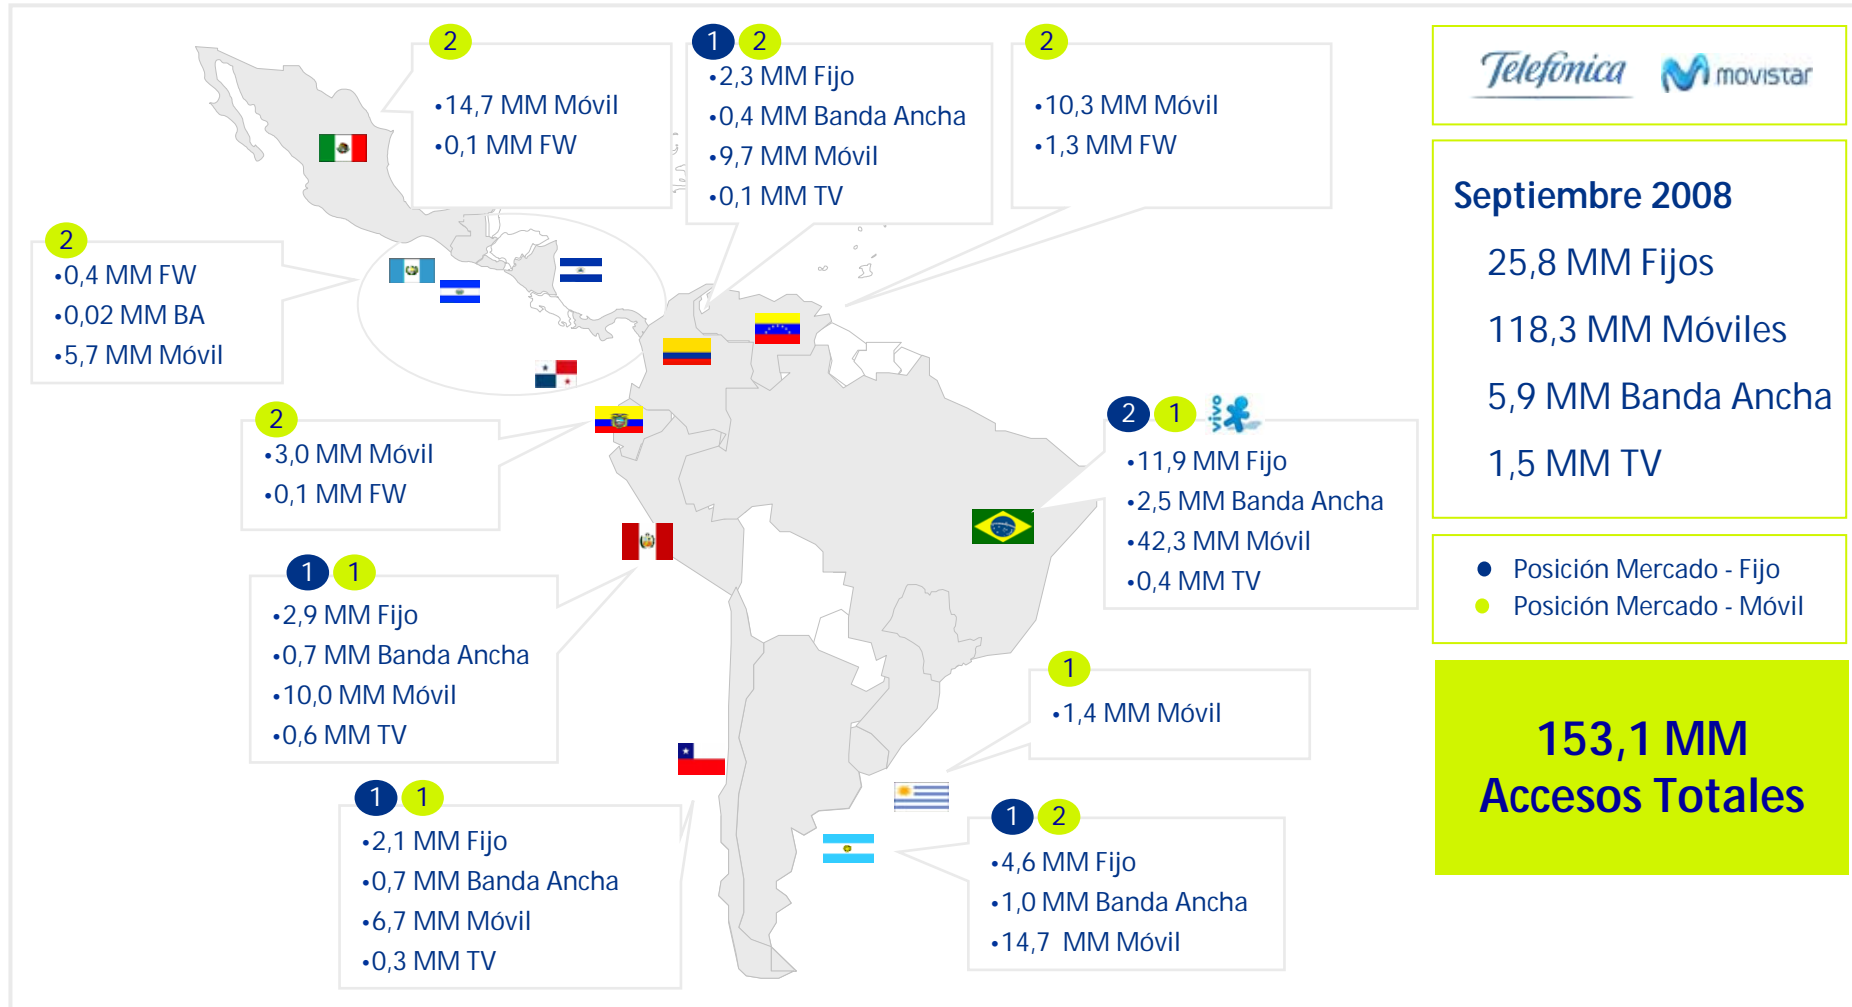 2
•14,7 MM Móvil
•0,1 MM FW
1 2
•2,3 MM Fijo
•0,4 MM Banda Ancha
•9,7 MM Móvil
•0,1 MM TV
2
•10,3 MM Móvil
•1,3 MM FW
2
•0,4 MM FW
•0,02 MM BA
•5,7 MM Móvil
2
•3,0 MM Móvil
•0,1 MM FW
2 1 vivo
•11,9 MM Fijo
•2,5 MM Banda Ancha
•42,3 MM Móvil
•0,4 MM TV
1 1
•2,9 MM Fijo
•0,7 MM Banda Ancha
•10,0 MM Móvil
•0,6 MM TV
1
•1,4 MM Móvil
1 1
•2,1 MM Fijo
•0,7 MM Banda Ancha
•6,7 MM Móvil
•0,3 MM TV
1 2
•4,6 MM Fijo
•1,0 MM Banda Ancha
•14,7 MM Móvil
Telefónica movistar
Septiembre 2008
25,8 MM Fijos
118,3 MM Móviles
5,9 MM Banda Ancha
1,5 MM TV
● Posición Mercado - Fijo
● Posición Mercado - Móvil
153,1 MM
Accesos Totales